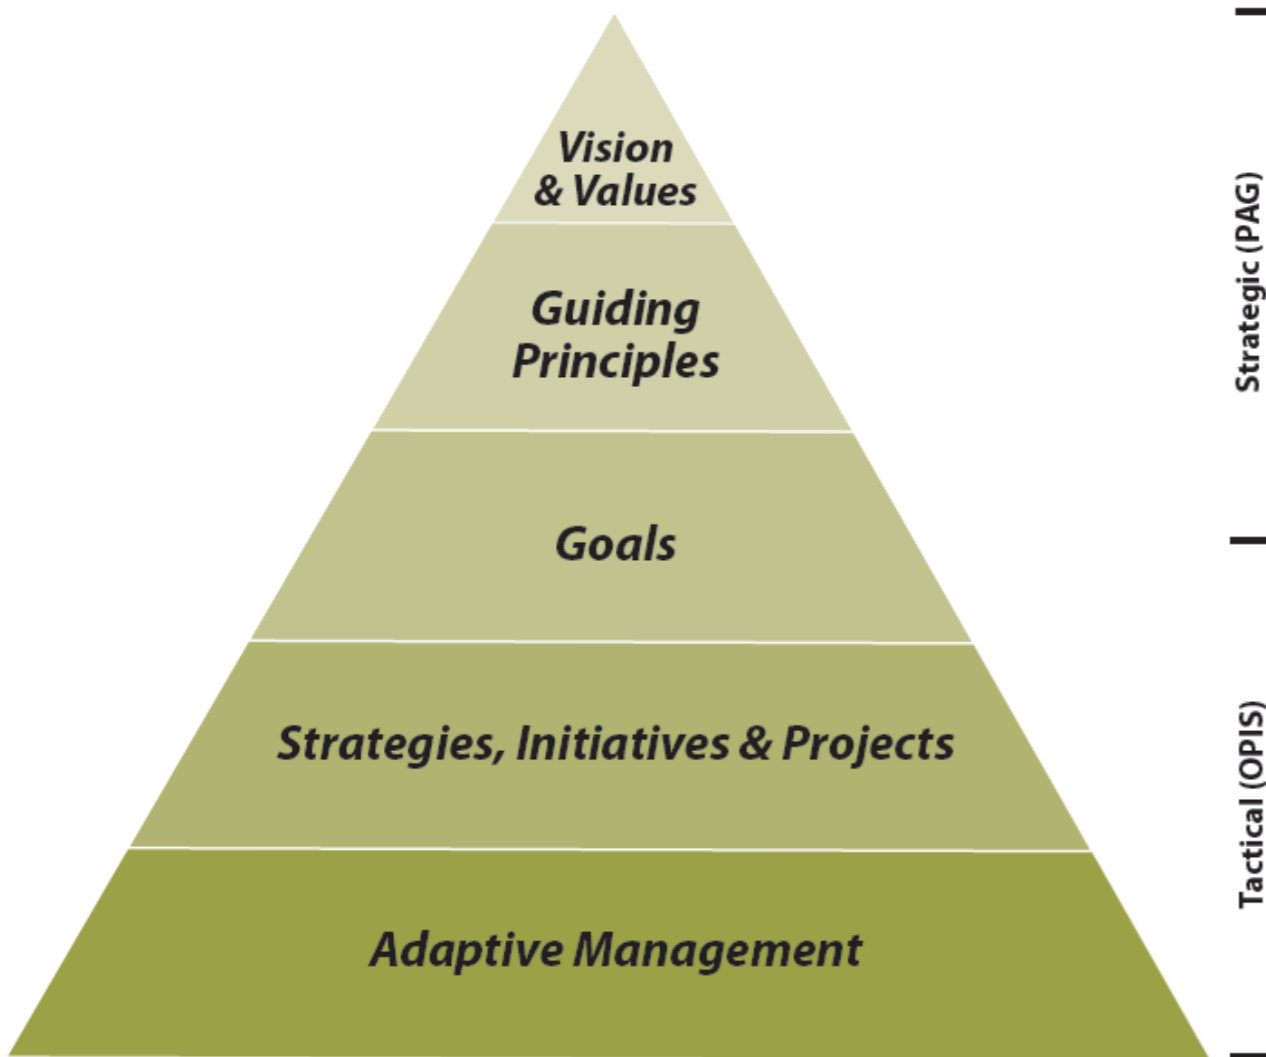 Vision
& Values
Guiding
Principles
Goals
Strategies, Initiatives & Projects
Adaptive Management
Strategic (PAG)
Tactical (OPIS)